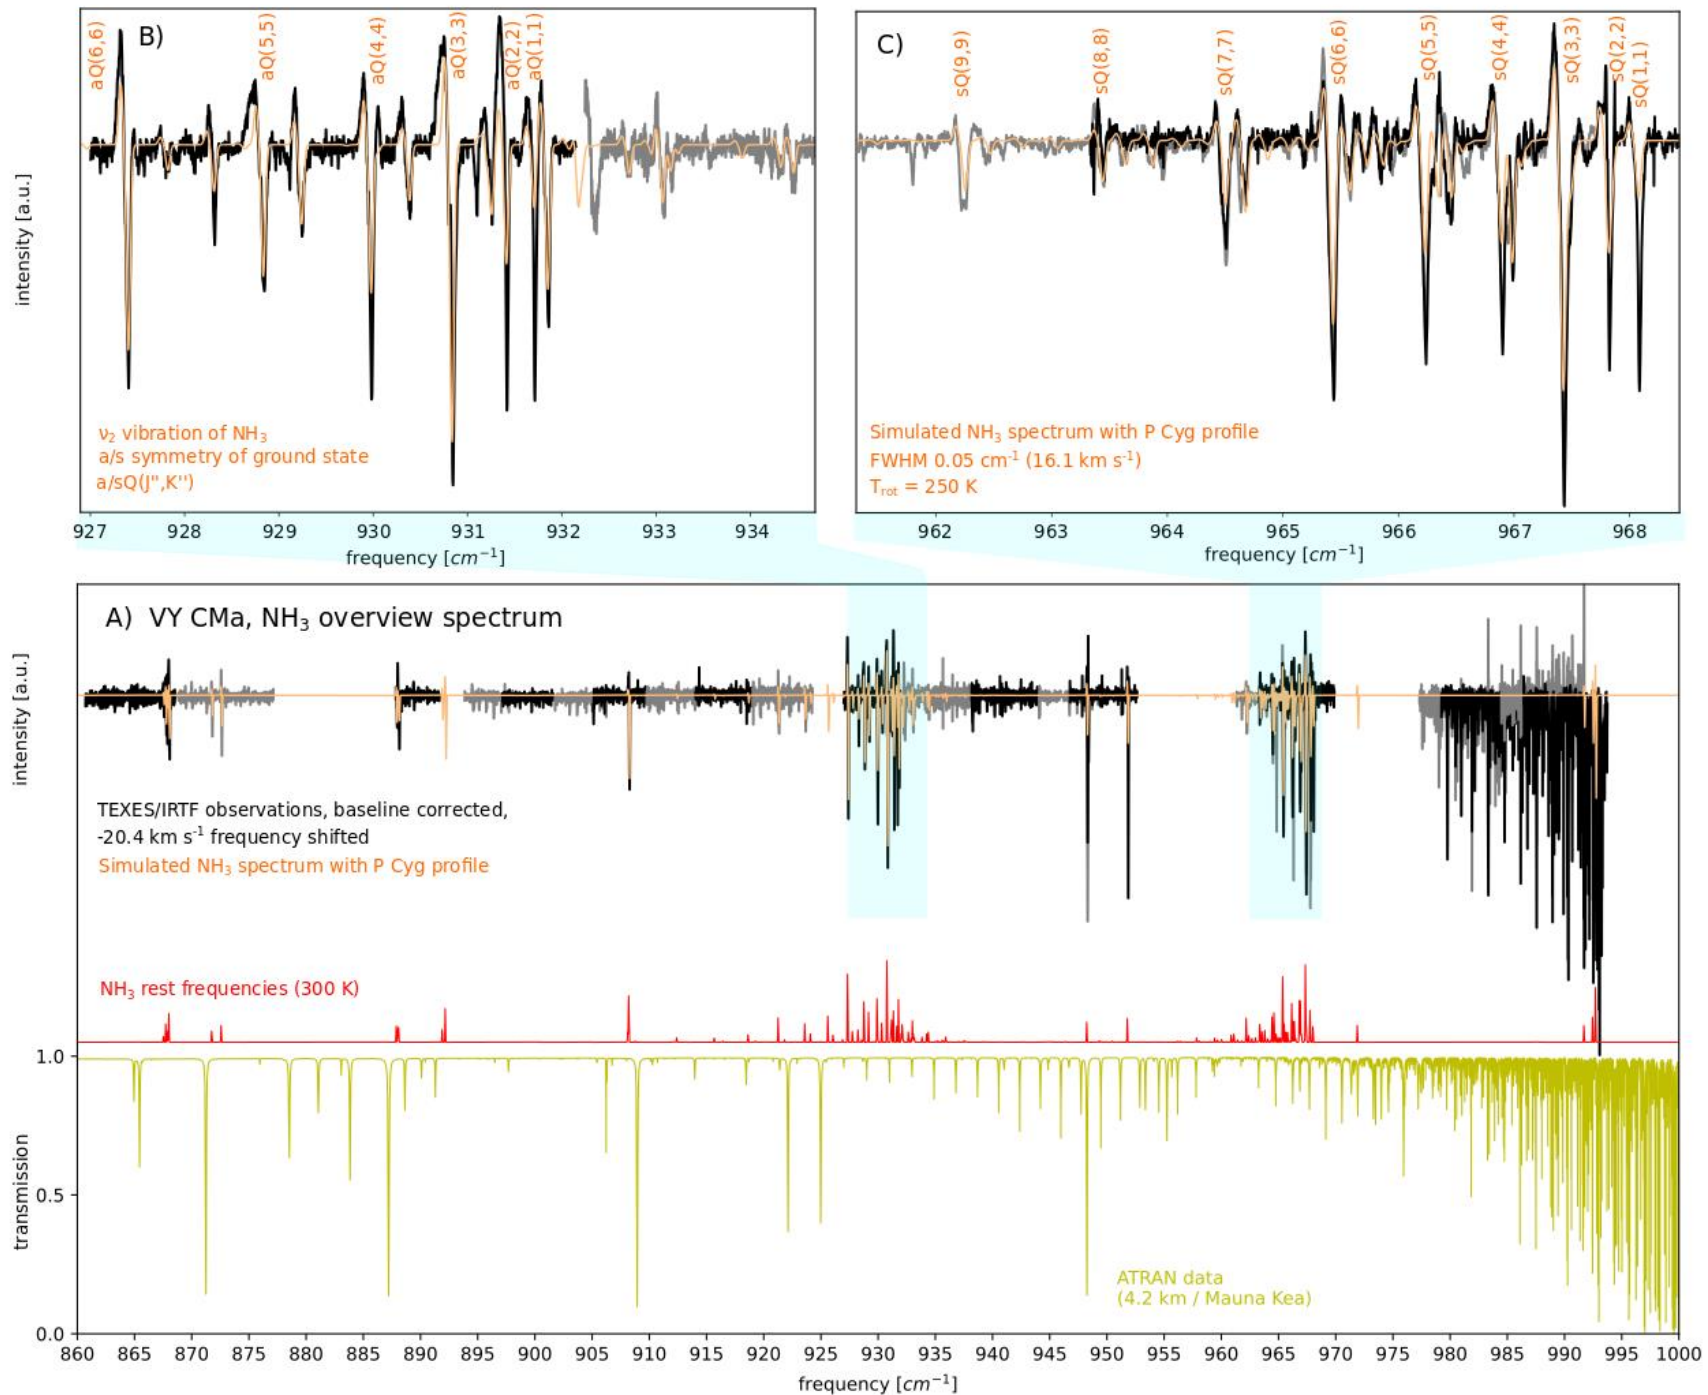 B)
aQ(6,6)
aQ(5,5)
aQ(4,4)
aQ(3,3)
aQ(2,2)
aQ(1,1)
intensity [a.u.]
ν₂ vibration of NH₃
a/s symmetry of ground state
a/sQ(J",K'')
927 928 929 930 931 932 933 934
frequency [cm⁻¹]
C)
sQ(9,9)
sQ(8,8)
sQ(7,7)
sQ(6,6)
sQ(5,5)
sQ(4,4)
sQ(3,3)
sQ(2,2)
sQ(1,1)
Simulated NH₃ spectrum with P Cyg profile
FWHM 0.05 cm⁻¹ (16.1 km s⁻¹)
Tᵣₒₜ = 250 K
962 963 964 965 966 967 968
frequency [cm⁻¹]
A) VY CMa, NH₃ overview spectrum
intensity [a.u.]
TEXES/IRTF observations, baseline corrected,
-20.4 km s⁻¹ frequency shifted
Simulated NH₃ spectrum with P Cyg profile
NH₃ rest frequencies (300 K)
1.0
0.5
0.0
transmission
ATRAN data
(4.2 km / Mauna Kea)
860 865 870 875 880 885 890 895 900 905 910 915 920 925 930 935 940 945 950 955 960 965 970 975 980 985 990 995 1000
frequency [cm⁻¹]